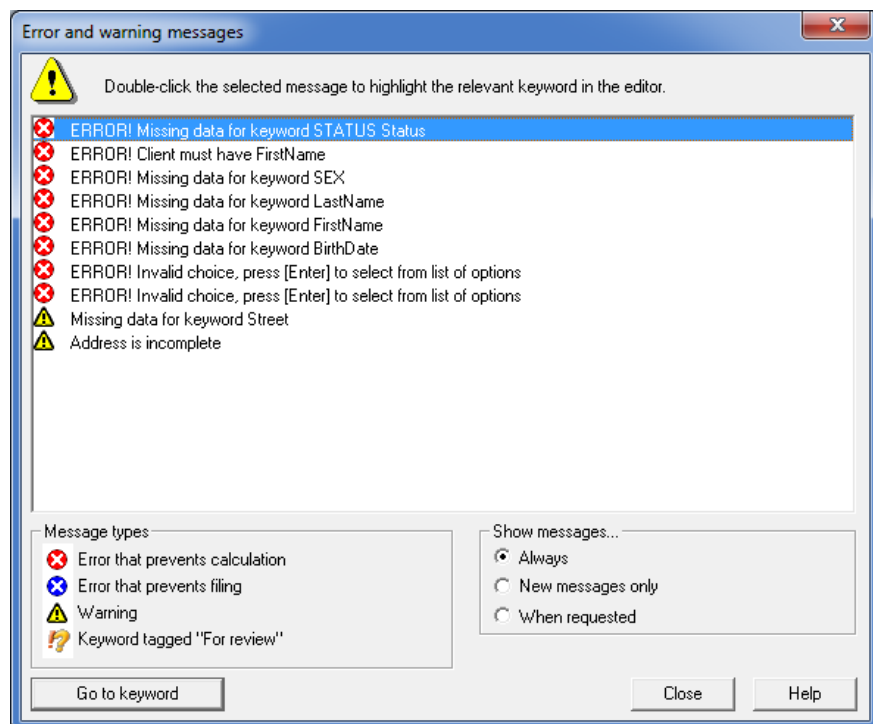 Error and warning messages
Double-click the selected message to highlight the relevant keyword in the editor.
ERROR! Missing data for keyword STATUS Status
ERROR! Client must have FirstName
ERROR! Missing data for keyword SEX
ERROR! Missing data for keyword LastName
ERROR! Missing data for keyword FirstName
ERROR! Missing data for keyword BirthDate
ERROR! Invalid choice, press [Enter] to select from list of options
ERROR! Invalid choice, press [Enter] to select from list of options
Missing data for keyword Street
Address is incomplete
Message types
Error that prevents calculation
Error that prevents filing
Warning
Keyword tagged "For review"
Show messages...
Always
New messages only
When requested
Go to keyword
Close
Help